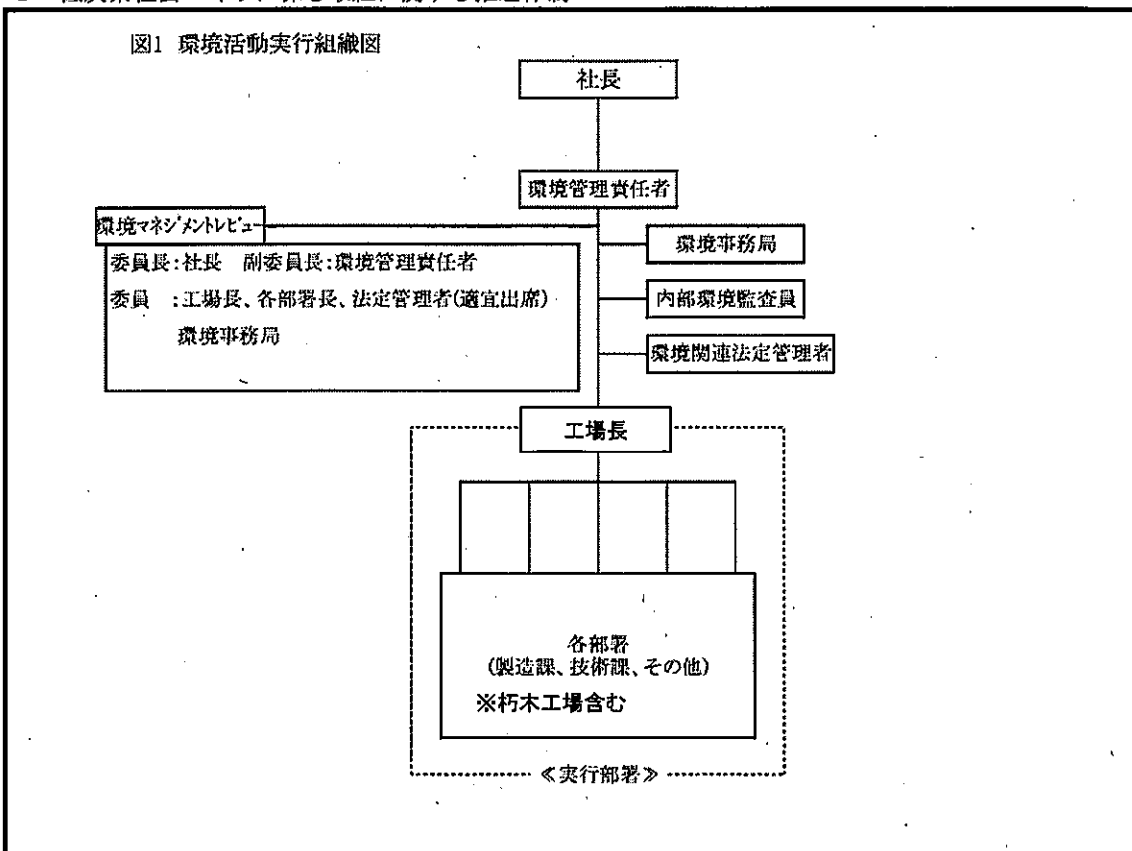 図1 環境活動実行組織図
社長
環境管理責任者
環境マネジメントレビュー
環境事務局
委員長:社長 副委員長:環境管理責任者
委員 :工場長、各部署長、法定管理者(適宜出席)
環境事務局
内部環境監査員
環境関連法定管理者
工場長
各部署
(製造課、技術課、その他)
※朽木工場含む
≪実行部署≫